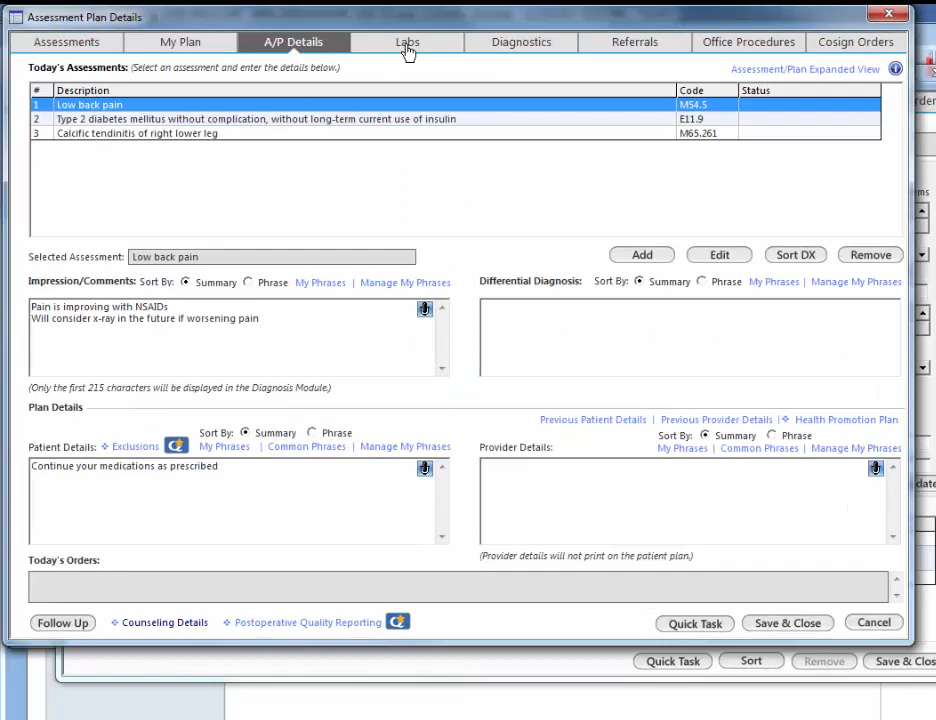 Assessment Plan Details
Assessments My Plan A/P Details Labs Diagnostics Referrals Office Procedures Cosign Orders
Today's Assessments: (Select an assessment and enter the details below.) Assessment/Plan Expanded View
# Description Code Status
1 Low back pain M54.5
2 Type 2 diabetes mellitus without complication, without long-term current use of insulin E11.9
3 Calcific tendinitis of right lower leg M65.261
Selected Assessment: Low back pain Add Edit Sort DX Remove
Impression/Comments: Sort By: Summary Phrase My Phrases | Manage My Phrases Differential Diagnosis: Sort By: Summary Phrase My Phrases | Manage My Phrases
Pain is improving with NSAIDs
Will consider x-ray in the future if worsening pain
(Only the first 215 characters will be displayed in the Diagnosis Module.)
Plan Details
Previous Patient Details | Previous Provider Details | Health Promotion Plan
Sort By: Summary Phrase Sort By: Summary Phrase
Patient Details: Exclusions My Phrases | Common Phrases | Manage My Phrases Provider Details: My Phrases | Common Phrases | Manage My Phrases
Continue your medications as prescribed
(Provider details will not print on the patient plan.)
Today's Orders:
Follow Up Counseling Details Postoperative Quality Reporting Quick Task Save & Close Cancel
Quick Task Sort Remove Save & Clos